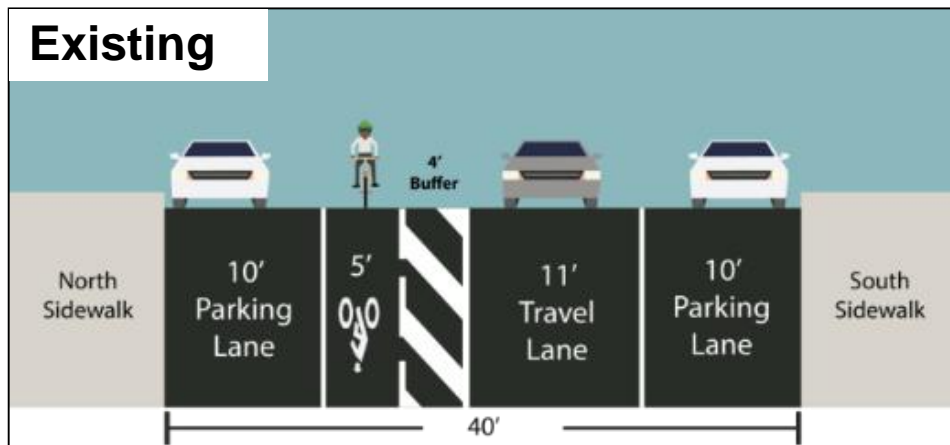 Existing
4'
Buffer
North
Sidewalk
10'
Parking
Lane
5'
11'
Travel
Lane
10'
Parking
Lane
South
Sidewalk
40'